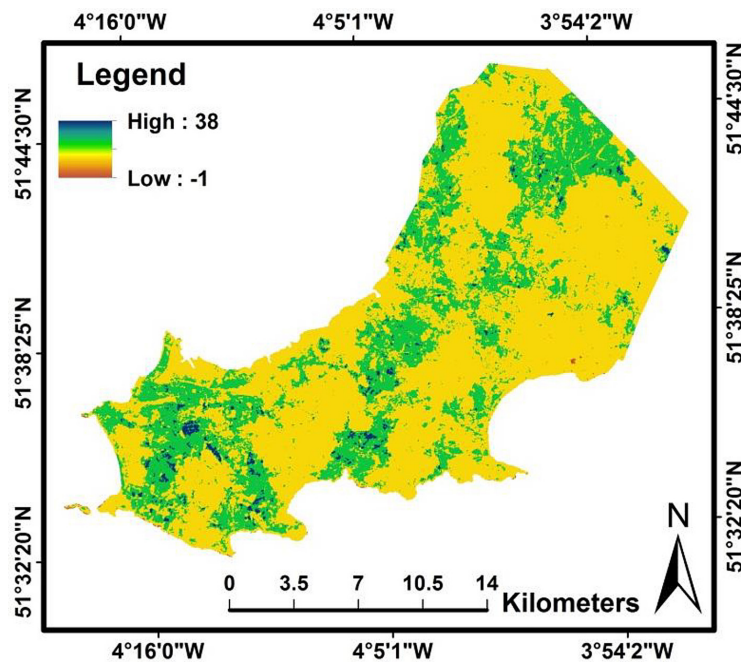 4°16'0"W 4°5'1"W 3°54'2"W
Legend
High : 38
Low : -1
51°44'30"N
51°44'30"N
51°38'25"N
51°38'25"N
51°32'20"N
51°32'20"N
N
0 3.5 7 10.5 14
Kilometers
4°16'0"W 4°5'1"W 3°54'2"W